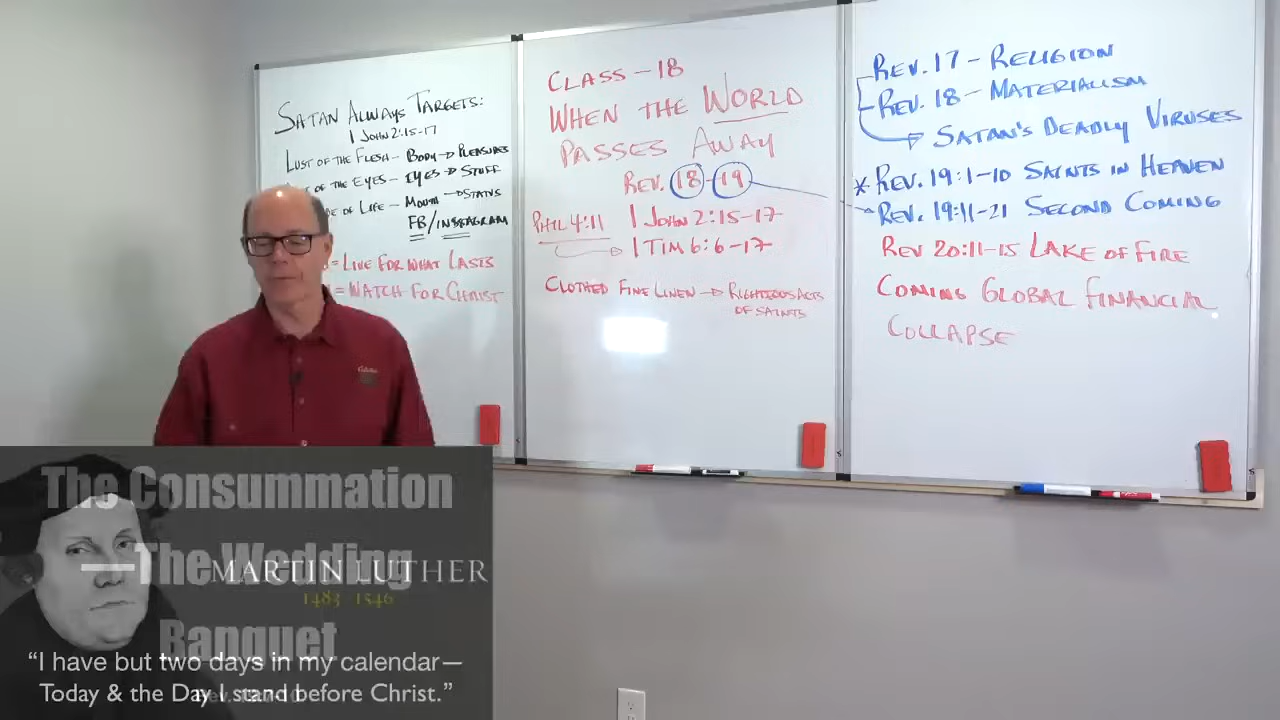 SATAN ALWAYS TARGETS:
1 JOHN 2:15-17
LUST OF THE FLESH - BODY → PLEASURES
OF THE EYES - EYES → STUFF
OF LIFE - MOUTH → STATUS
FB/INSTAGRAM
= LIVE FOR WHAT LASTS
= WATCH FOR CHRIST
CLASS - 18
WHEN THE WORLD
PASSES AWAY
REV. 18 - 19
PHIL 4:11 1 JOHN 2:15-17
1 TIM 6:6-17
CLOTHED FINE LINEN → RIGHTEOUS ACTS
OF SAINTS
REV. 17 - RELIGION
REV. 18 - MATERIALISM
SATAN'S DEADLY VIRUSES
* REV. 19:1-10 SAINTS IN HEAVEN
REV. 19:11-21 SECOND COMING
REV 20:11-15 LAKE OF FIRE
COMING GLOBAL FINANCIAL
COLLAPSE
The Consummation
—The Wedding
Banquet
MARTIN LUTHER
1483 1546
“I have but two days in my calendar—
Today & the Day I stand before Christ.”